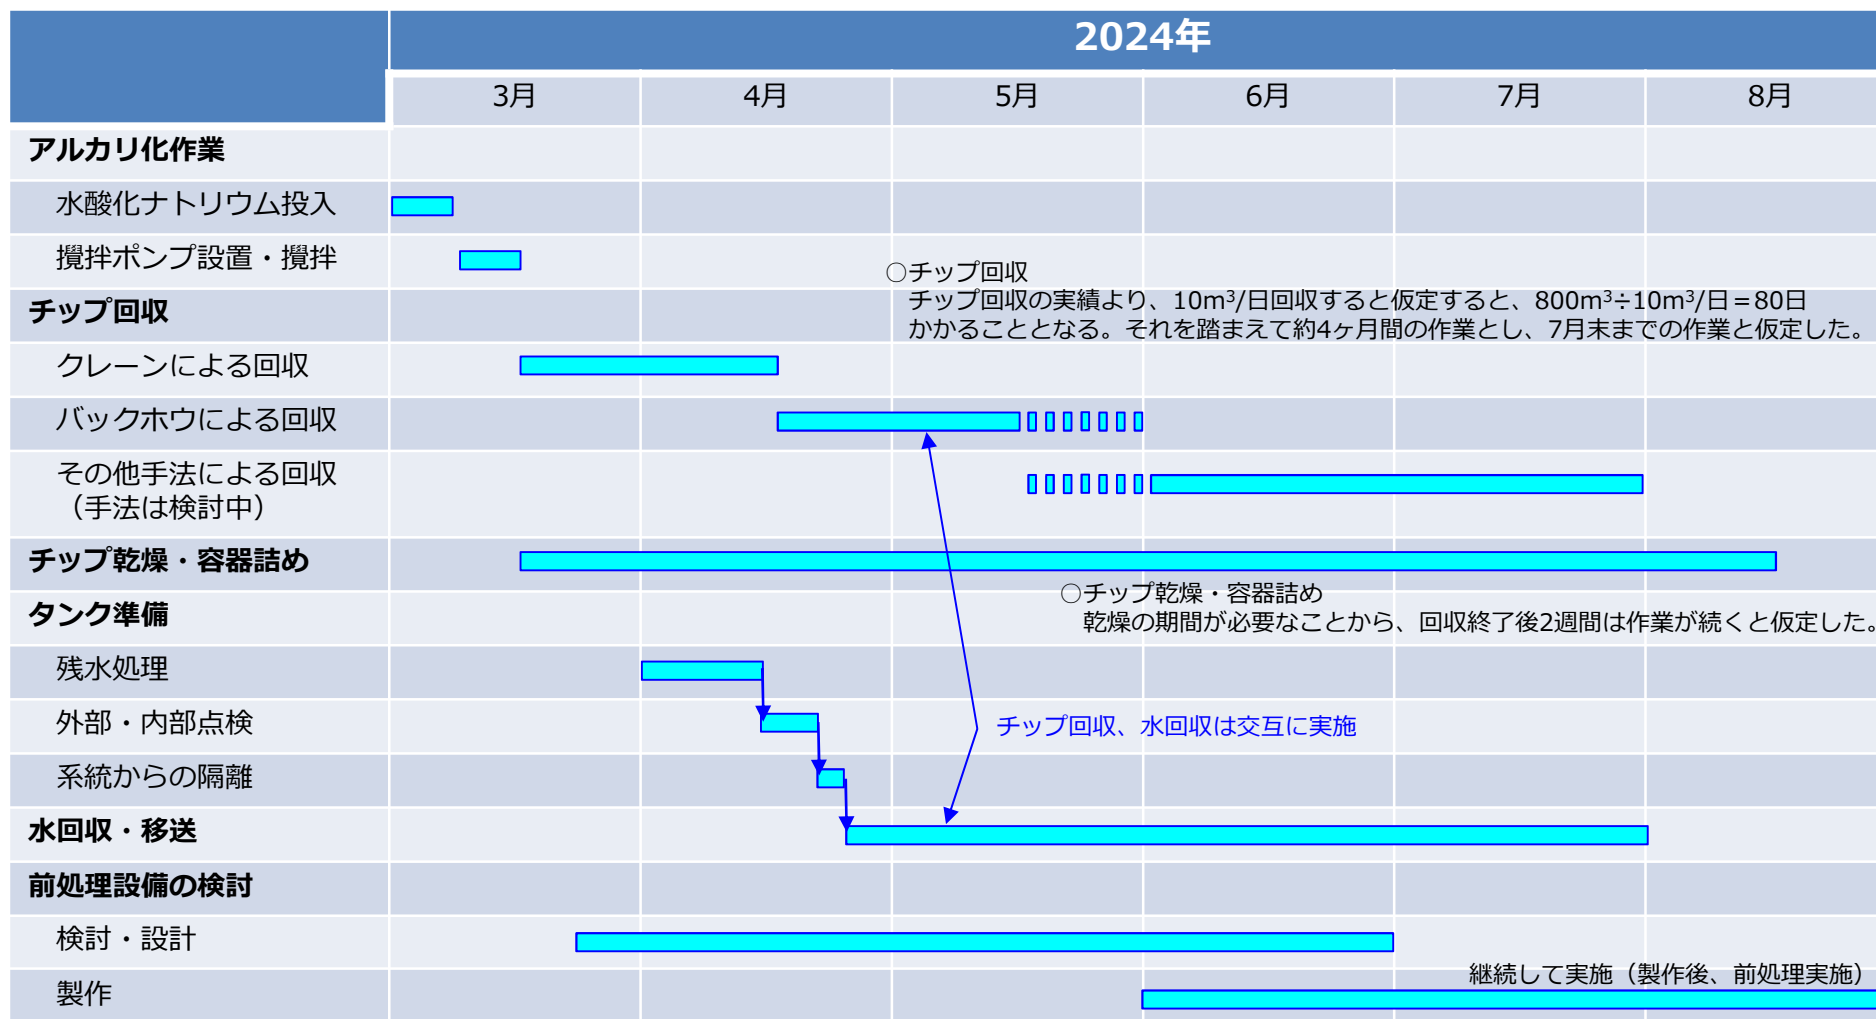 2024年
3月 4月 5月 6月 7月 8月
アルカリ化作業
水酸化ナトリウム投入
攪拌ポンプ設置・攪拌
○チップ回収
チップ回収の実績より、10m³/日回収すると仮定すると、800m³÷10m³/日＝80日
かかることとなる。それを踏まえて約4ヶ月間の作業とし、7月末までの作業と仮定した。
チップ回収
クレーンによる回収
バックホウによる回収
その他手法による回収
（手法は検討中）
チップ乾燥・容器詰め
○チップ乾燥・容器詰め
乾燥の期間が必要なことから、回収終了後2週間は作業が続くと仮定した。
タンク準備
残水処理
外部・内部点検
チップ回収、水回収は交互に実施
系統からの隔離
水回収・移送
前処理設備の検討
検討・設計
継続して実施（製作後、前処理実施）
製作